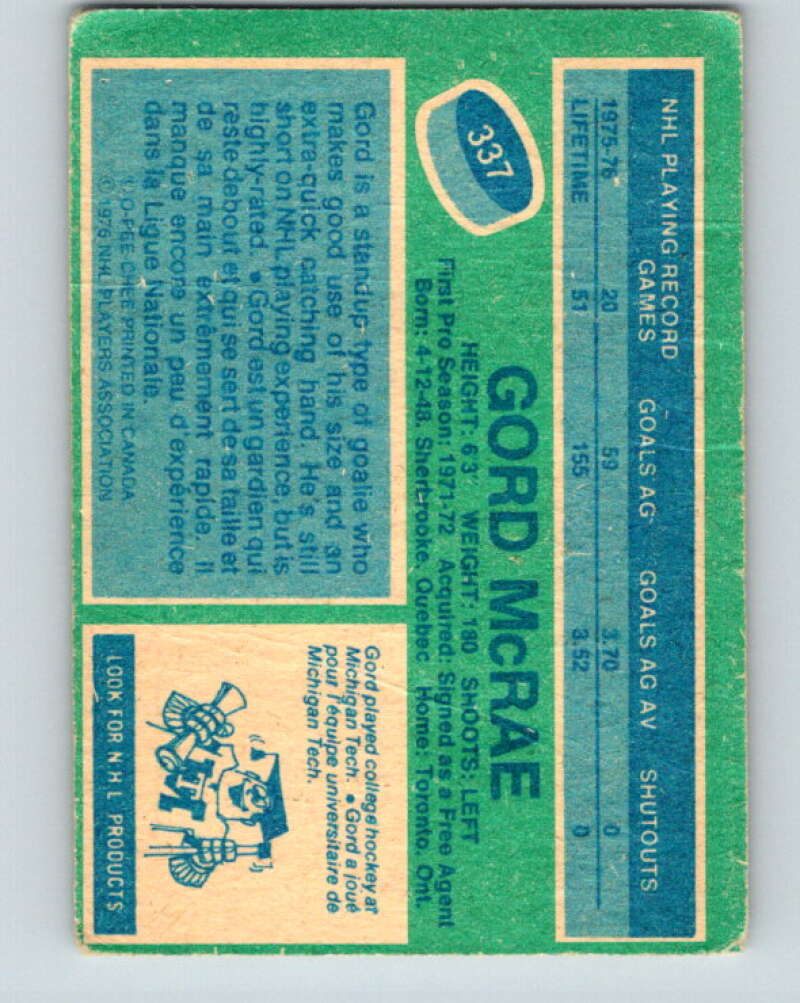 NHL PLAYING RECORD
GAMES GOALS AG GOALS AG AV SHUTOUTS
1975-76 20 59 3.70 0
LIFETIME 51 155 3.52 0
337
GORD McRAE
HEIGHT: 6'3" WEIGHT: 180 SHOOTS: LEFT
First Pro Season: 1971-72 Acquired: Signed as a Free Agent
Born: 4-12-48, Sherbrooke, Quebec Home: Toronto, Ont.
Gord is a standup type of goalie who
makes good use of his size and an
extra-quick catching hand. He's still
short on NHL playing experience, but is
highly-rated. • Gord est un gardien qui
reste debout et qui se sert de sa taille et
de sa main extrêmement rapide. Il
manque encore un peu d'expérience
dans la Ligue Nationale.
O-PEE-CHEE PRINTED IN CANADA
© 1976 NHL PLAYERS ASSOCIATION
Gord played college hockey at
Michigan Tech. • Gord a joué
pour l'équipe universitaire de
Michigan Tech.
M
LOOK FOR N.H.L. PRODUCTS